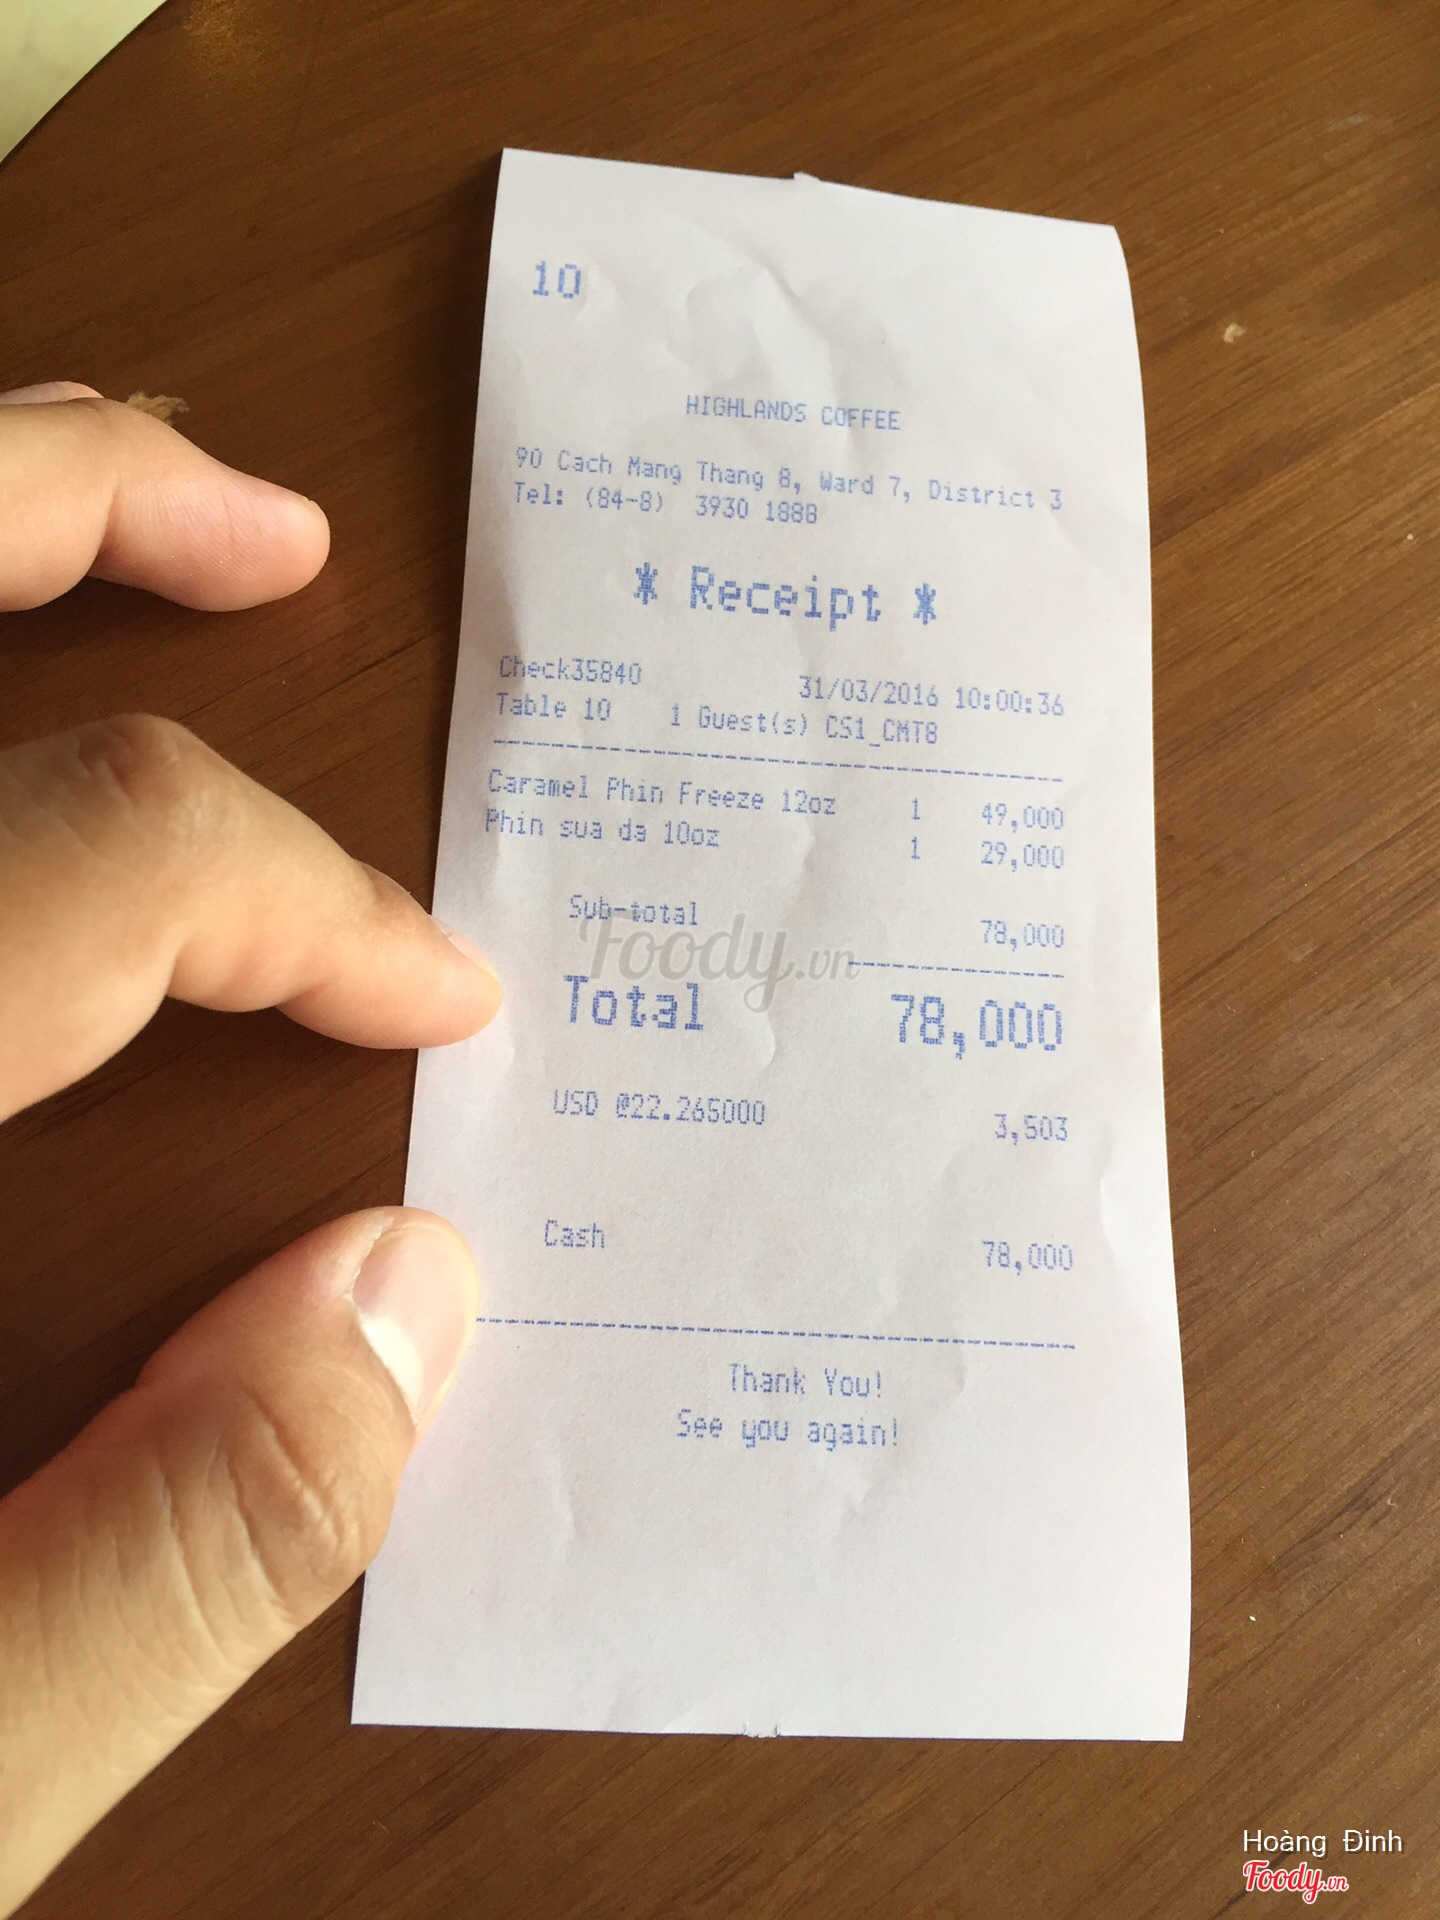 10
HIGHLANDS COFFEE
90 Cach Mang Thang 8, Ward 7, District 3
Tel: (84-8) 3930 1888
* Receipt *
Check35840 31/03/2016 10:00:36
Table 10 1 Guest(s) CS1_CMT8
Caramel Phin Freeze 12oz 1 49,000
Phin sua da 10oz 1 29,000
Sub-total 78,000
Foody.vn
Total 78,000
USD @22.265000 3,503
Cash 78,000
Thank You!
See you again!
Hoàng Đinh
Foody.vn